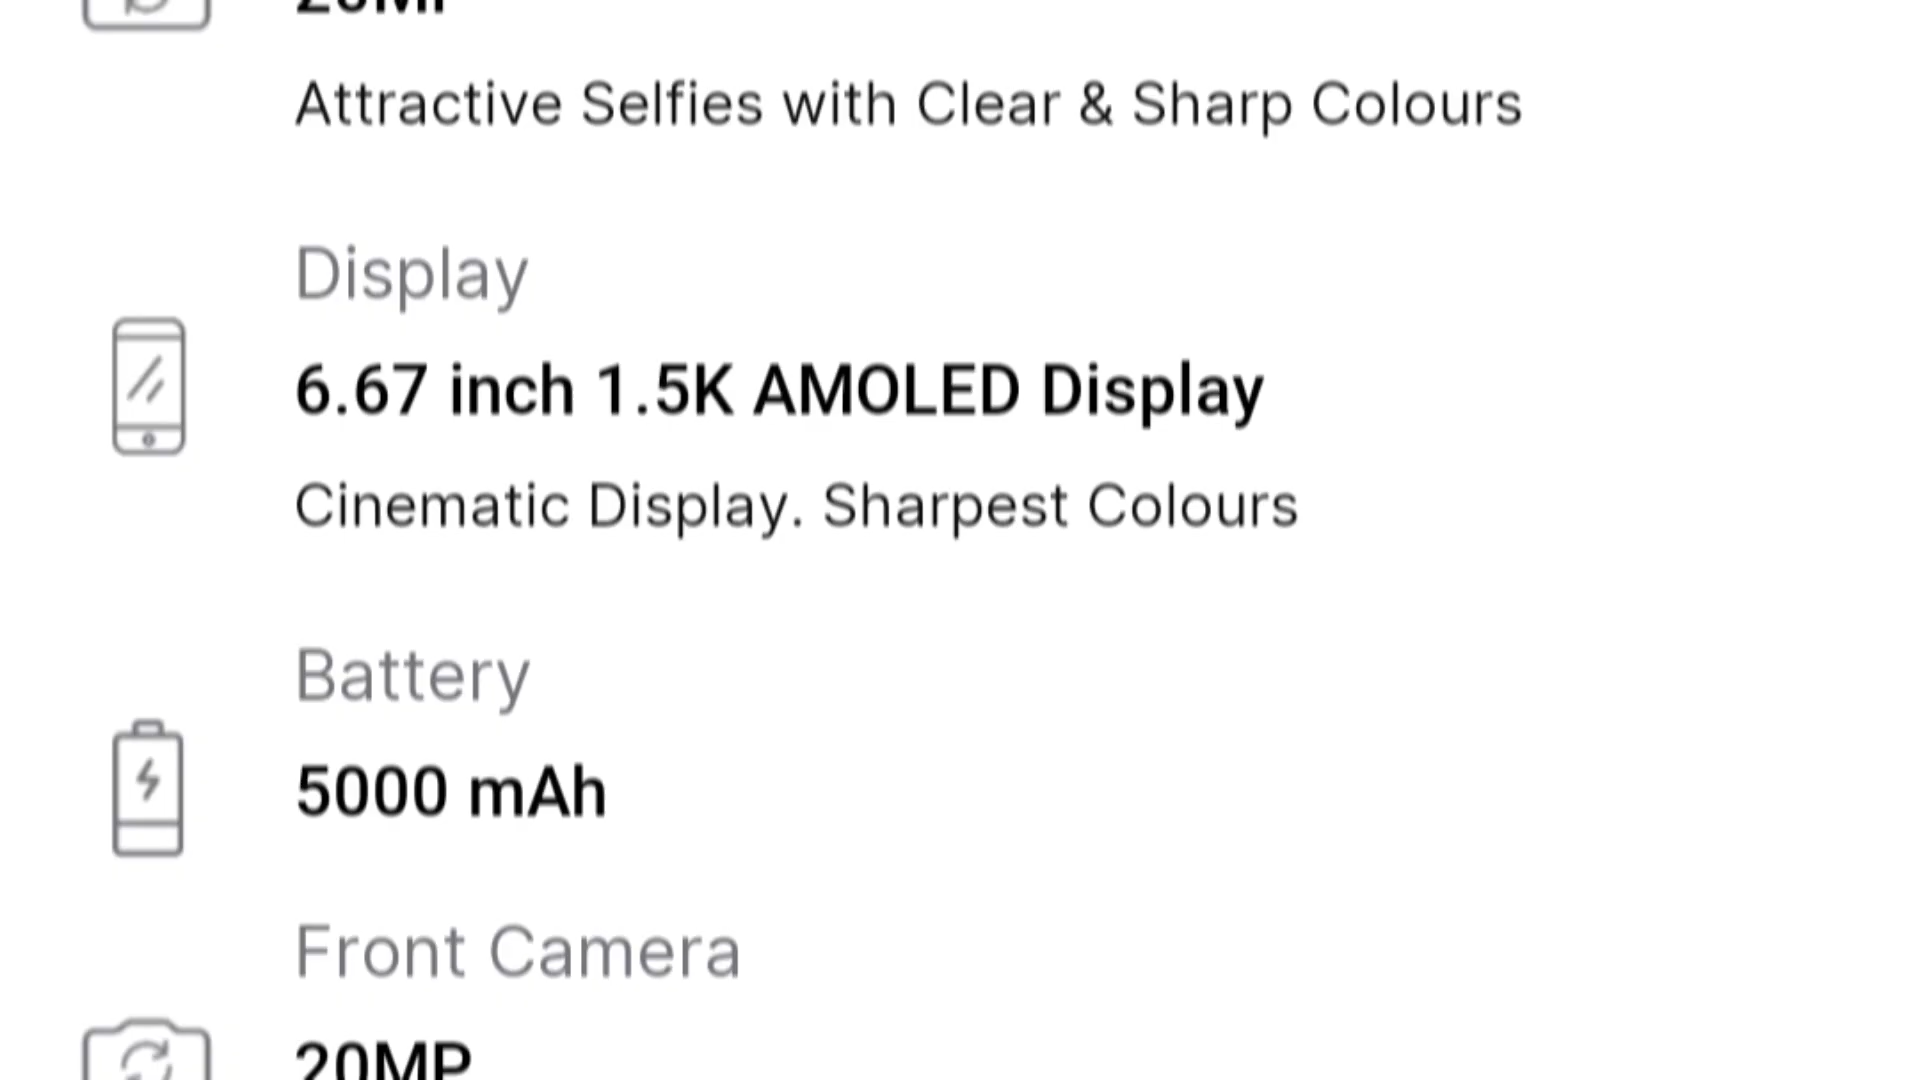 20MP
Attractive Selfies with Clear & Sharp Colours
Display
6.67 inch 1.5K AMOLED Display
Cinematic Display. Sharpest Colours
Battery
5000 mAh
Front Camera
20MP